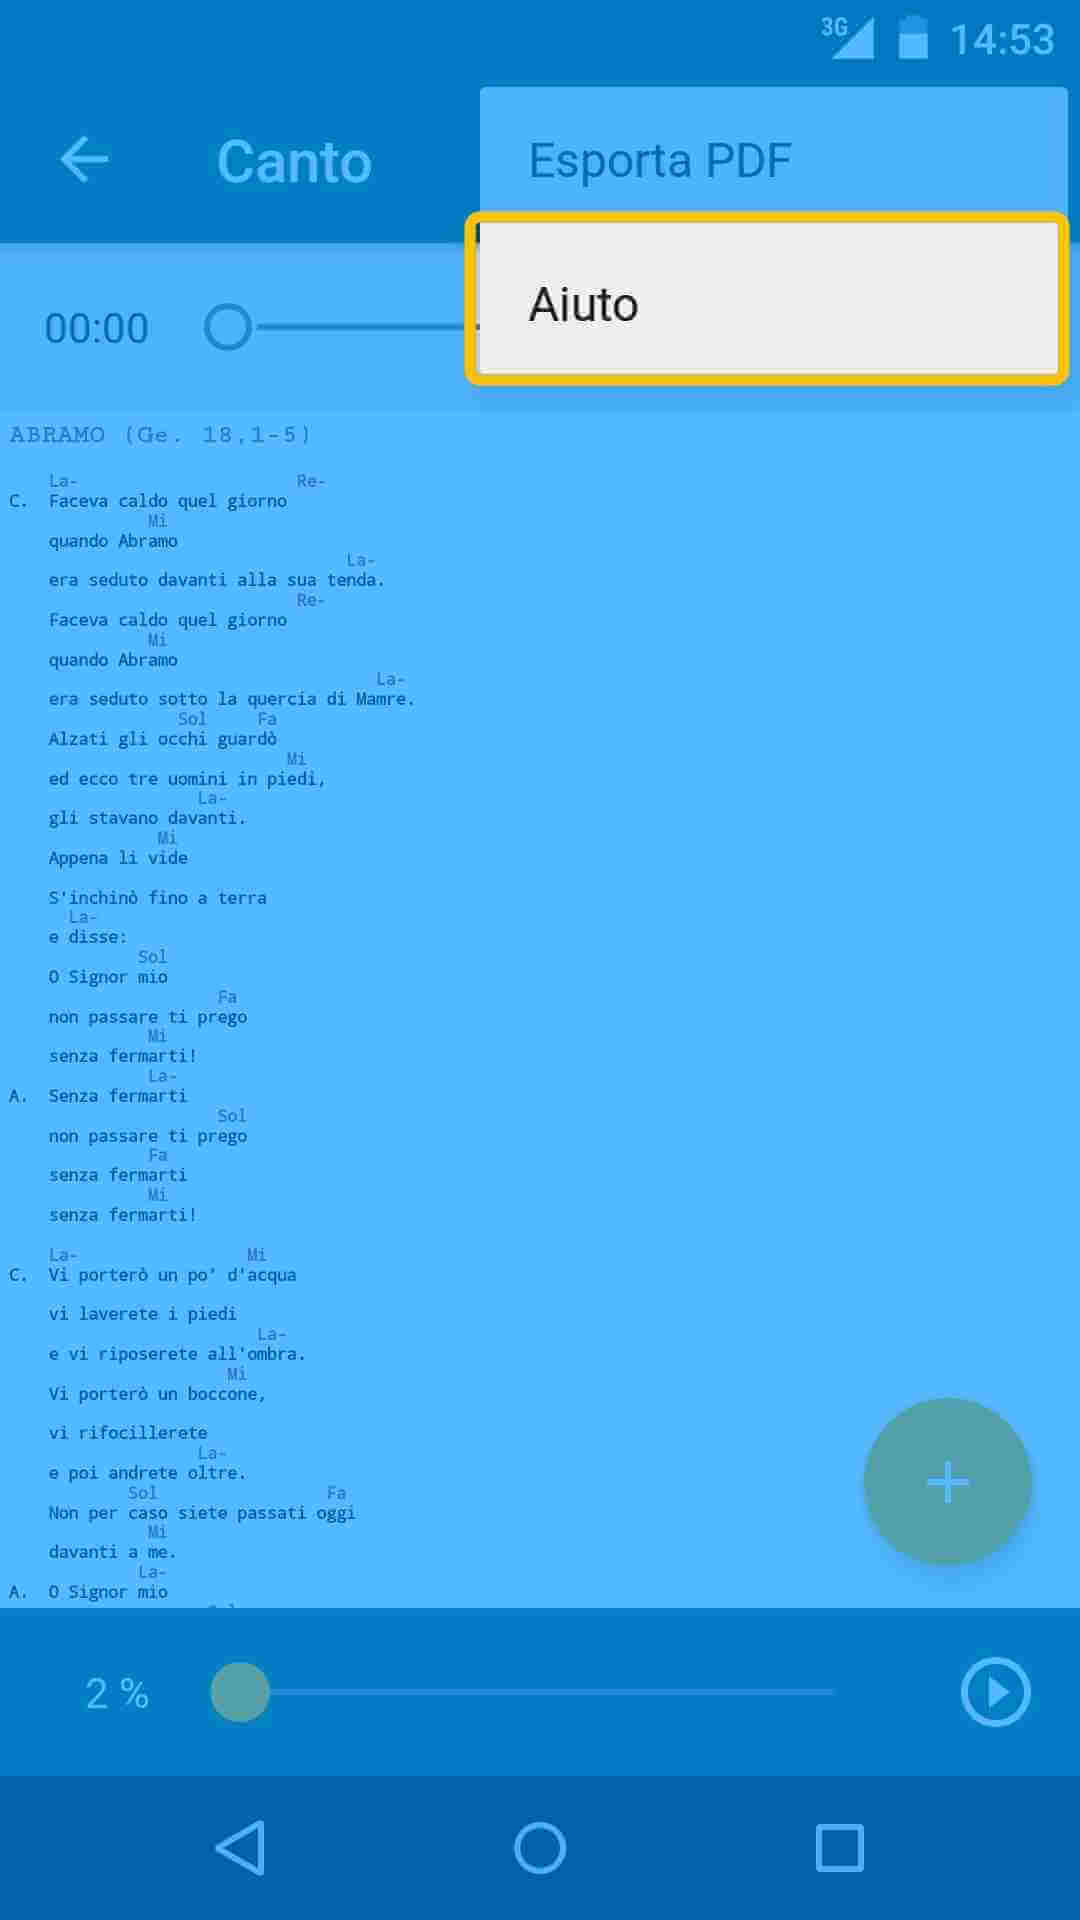 3G 14:53
Canto
Esporta PDF
Aiuto
00:00
ABRAMO (Ge. 18,1-5)
La- Re-
C. Faceva caldo quel giorno
Mi
quando Abramo
La-
era seduto davanti alla sua tenda.
Re-
Faceva caldo quel giorno
Mi
quando Abramo
La-
era seduto sotto la quercia di Mamre.
Sol Fa
Alzati gli occhi guardò
Mi
ed ecco tre uomini in piedi,
La-
gli stavano davanti.
Mi
Appena li vide
S'inchinò fino a terra
La-
e disse:
Sol
O Signor mio
Fa
non passare ti prego
Mi
senza fermarti!
La-
A. Senza fermarti
Sol
non passare ti prego
Fa
senza fermarti
Mi
senza fermarti!
La- Mi
C. Vi porterò un po' d'acqua
vi laverete i piedi
La-
e vi riposerete all'ombra.
Mi
Vi porterò un boccone,
vi rifocillerete
La-
e poi andrete oltre.
Sol Fa
Non per caso siete passati oggi
Mi
davanti a me.
La-
A. O Signor mio
2 %